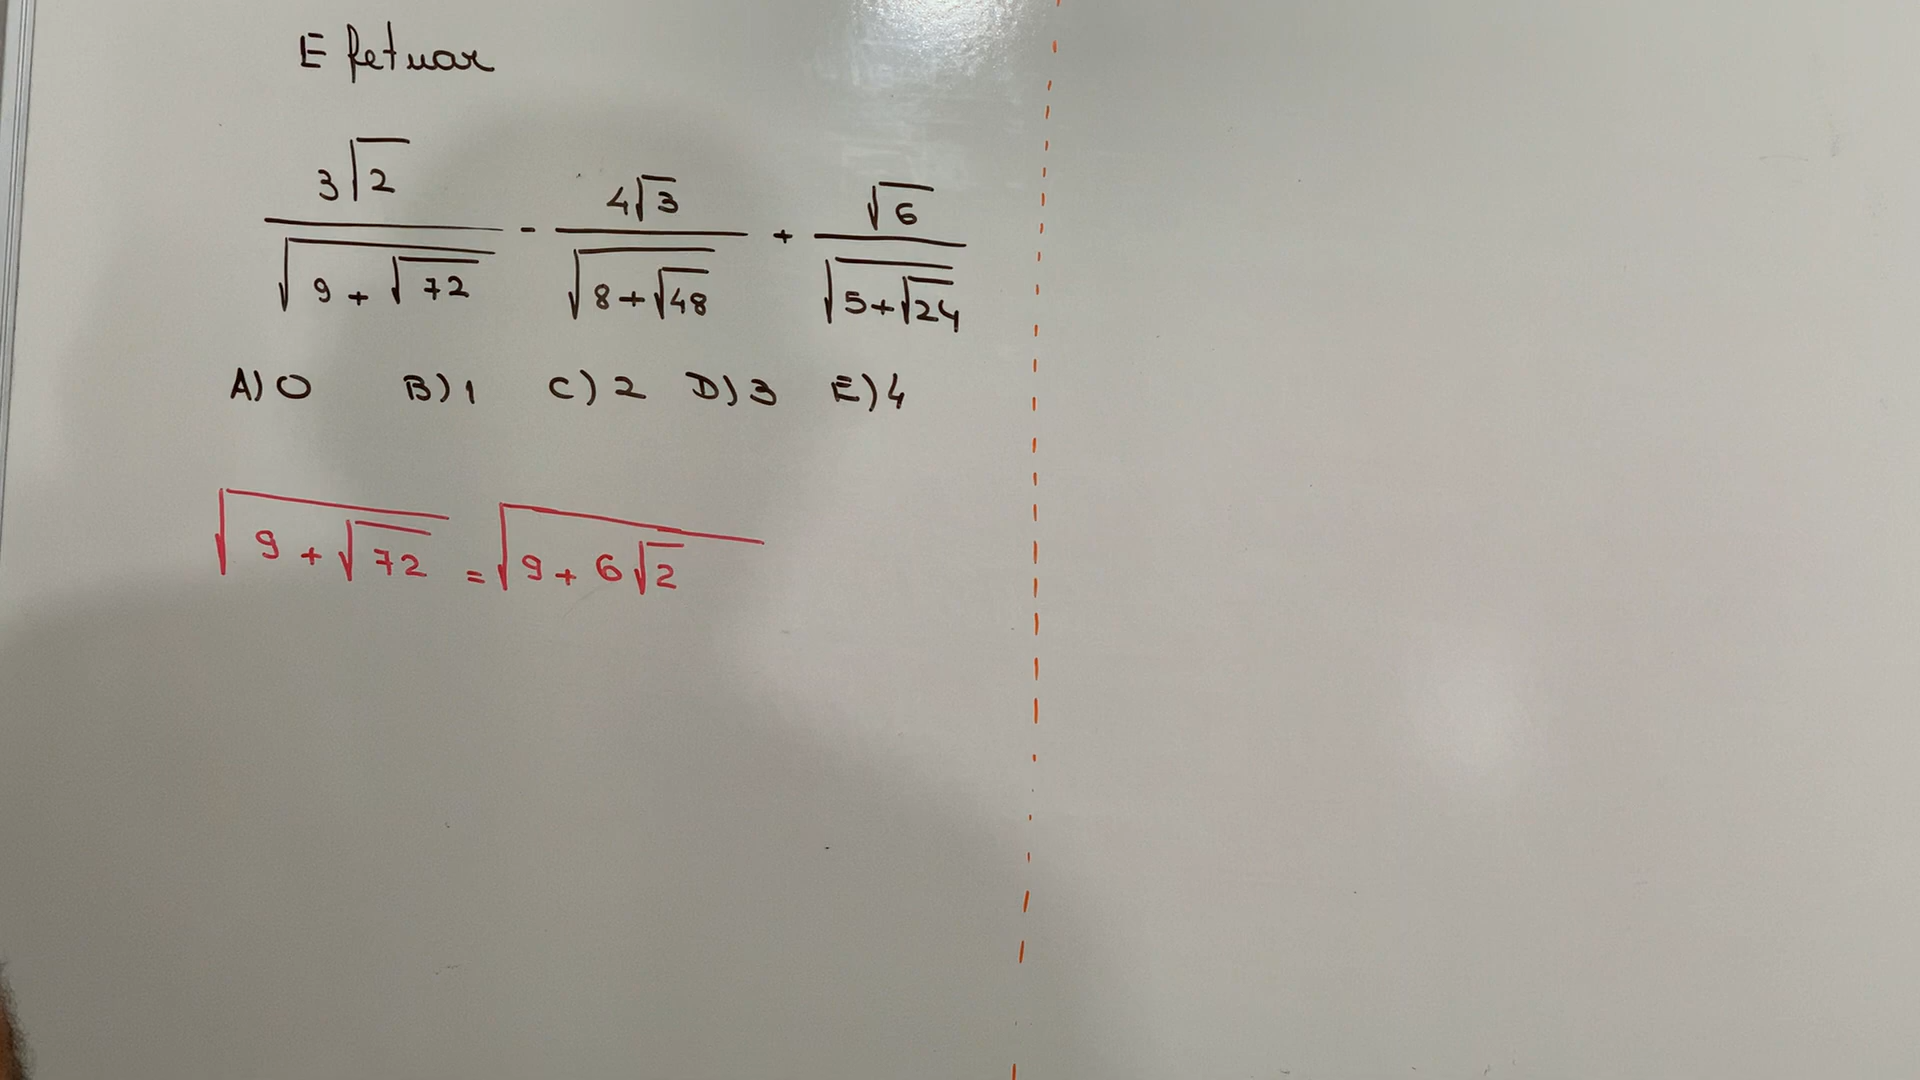 Efetuar
3√2 / √(9 + √72) - 4√3 / √(8 + √48) + √6 / √(5 + √24)
A) 0 B) 1 C) 2 D) 3 E) 4
√(9 + √72) = √(9 + 6√2)